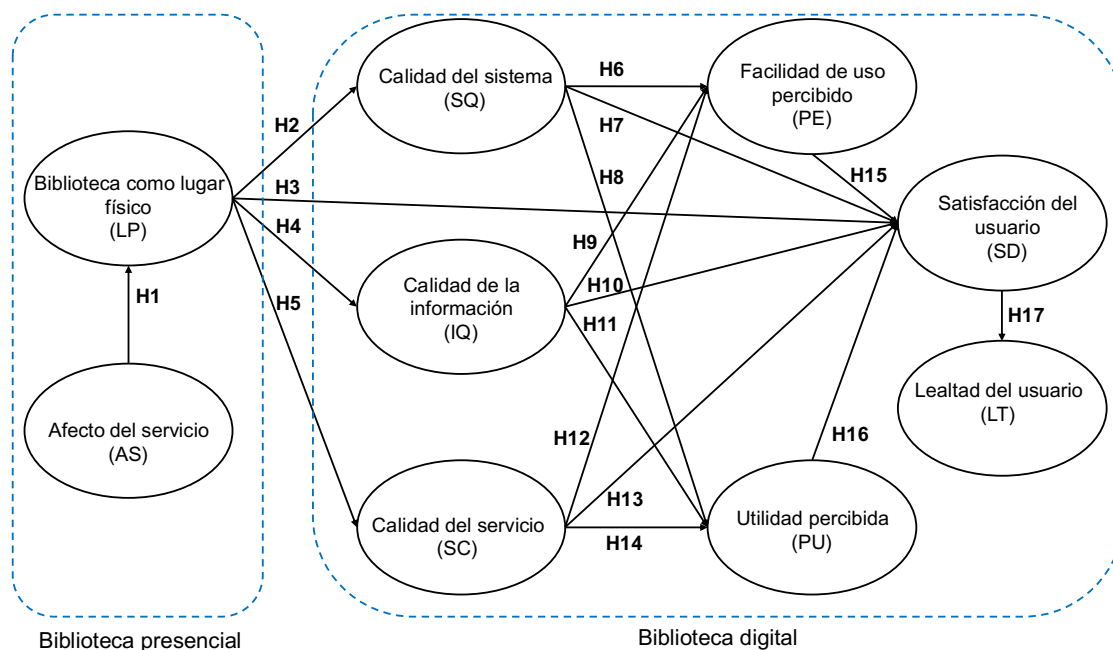 Calidad del sistema
(SQ)
H6
Facilidad de uso
percibido
(PE)
H2
H7
H15
Biblioteca como lugar
físico
(LP)
H3
H8
Satisfacción del
usuario
(SD)
H4
H9
Calidad de la
información
(IQ)
H10
H1
H5
H11
H17
Lealtad del usuario
(LT)
Afecto del servicio
(AS)
H12
H16
H13
Calidad del servicio
(SC)
H14
Utilidad percibida
(PU)
Biblioteca presencial
Biblioteca digital